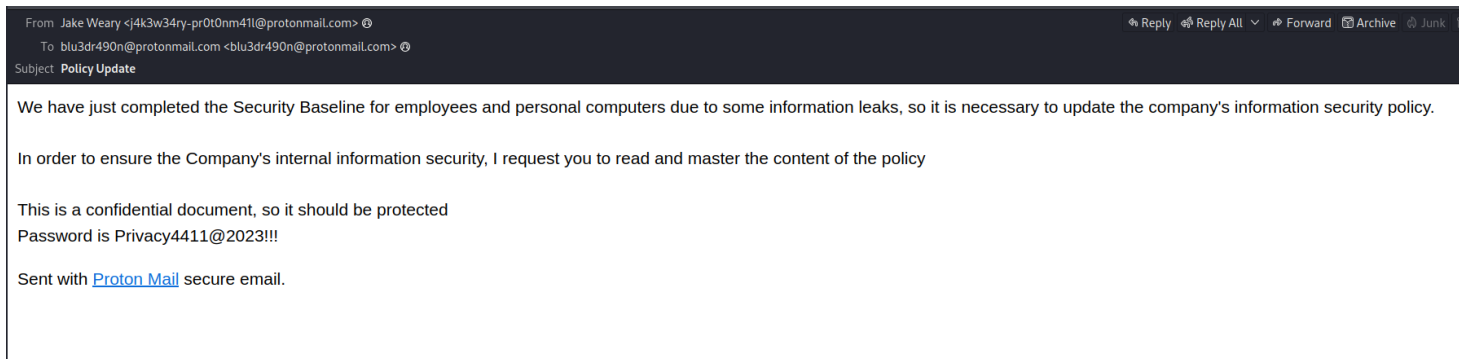 From Jake Weary <j4k3w34ry-pr0t0nm41l@protonmail.com>
Reply Reply All Forward Archive Junk
To blu3dr490n@protonmail.com <blu3dr490n@protonmail.com>
Subject Policy Update
We have just completed the Security Baseline for employees and personal computers due to some information leaks, so it is necessary to update the company's information security policy.
In order to ensure the Company's internal information security, I request you to read and master the content of the policy
This is a confidential document, so it should be protected
Password is Privacy4411@2023!!!
Sent with Proton Mail secure email.